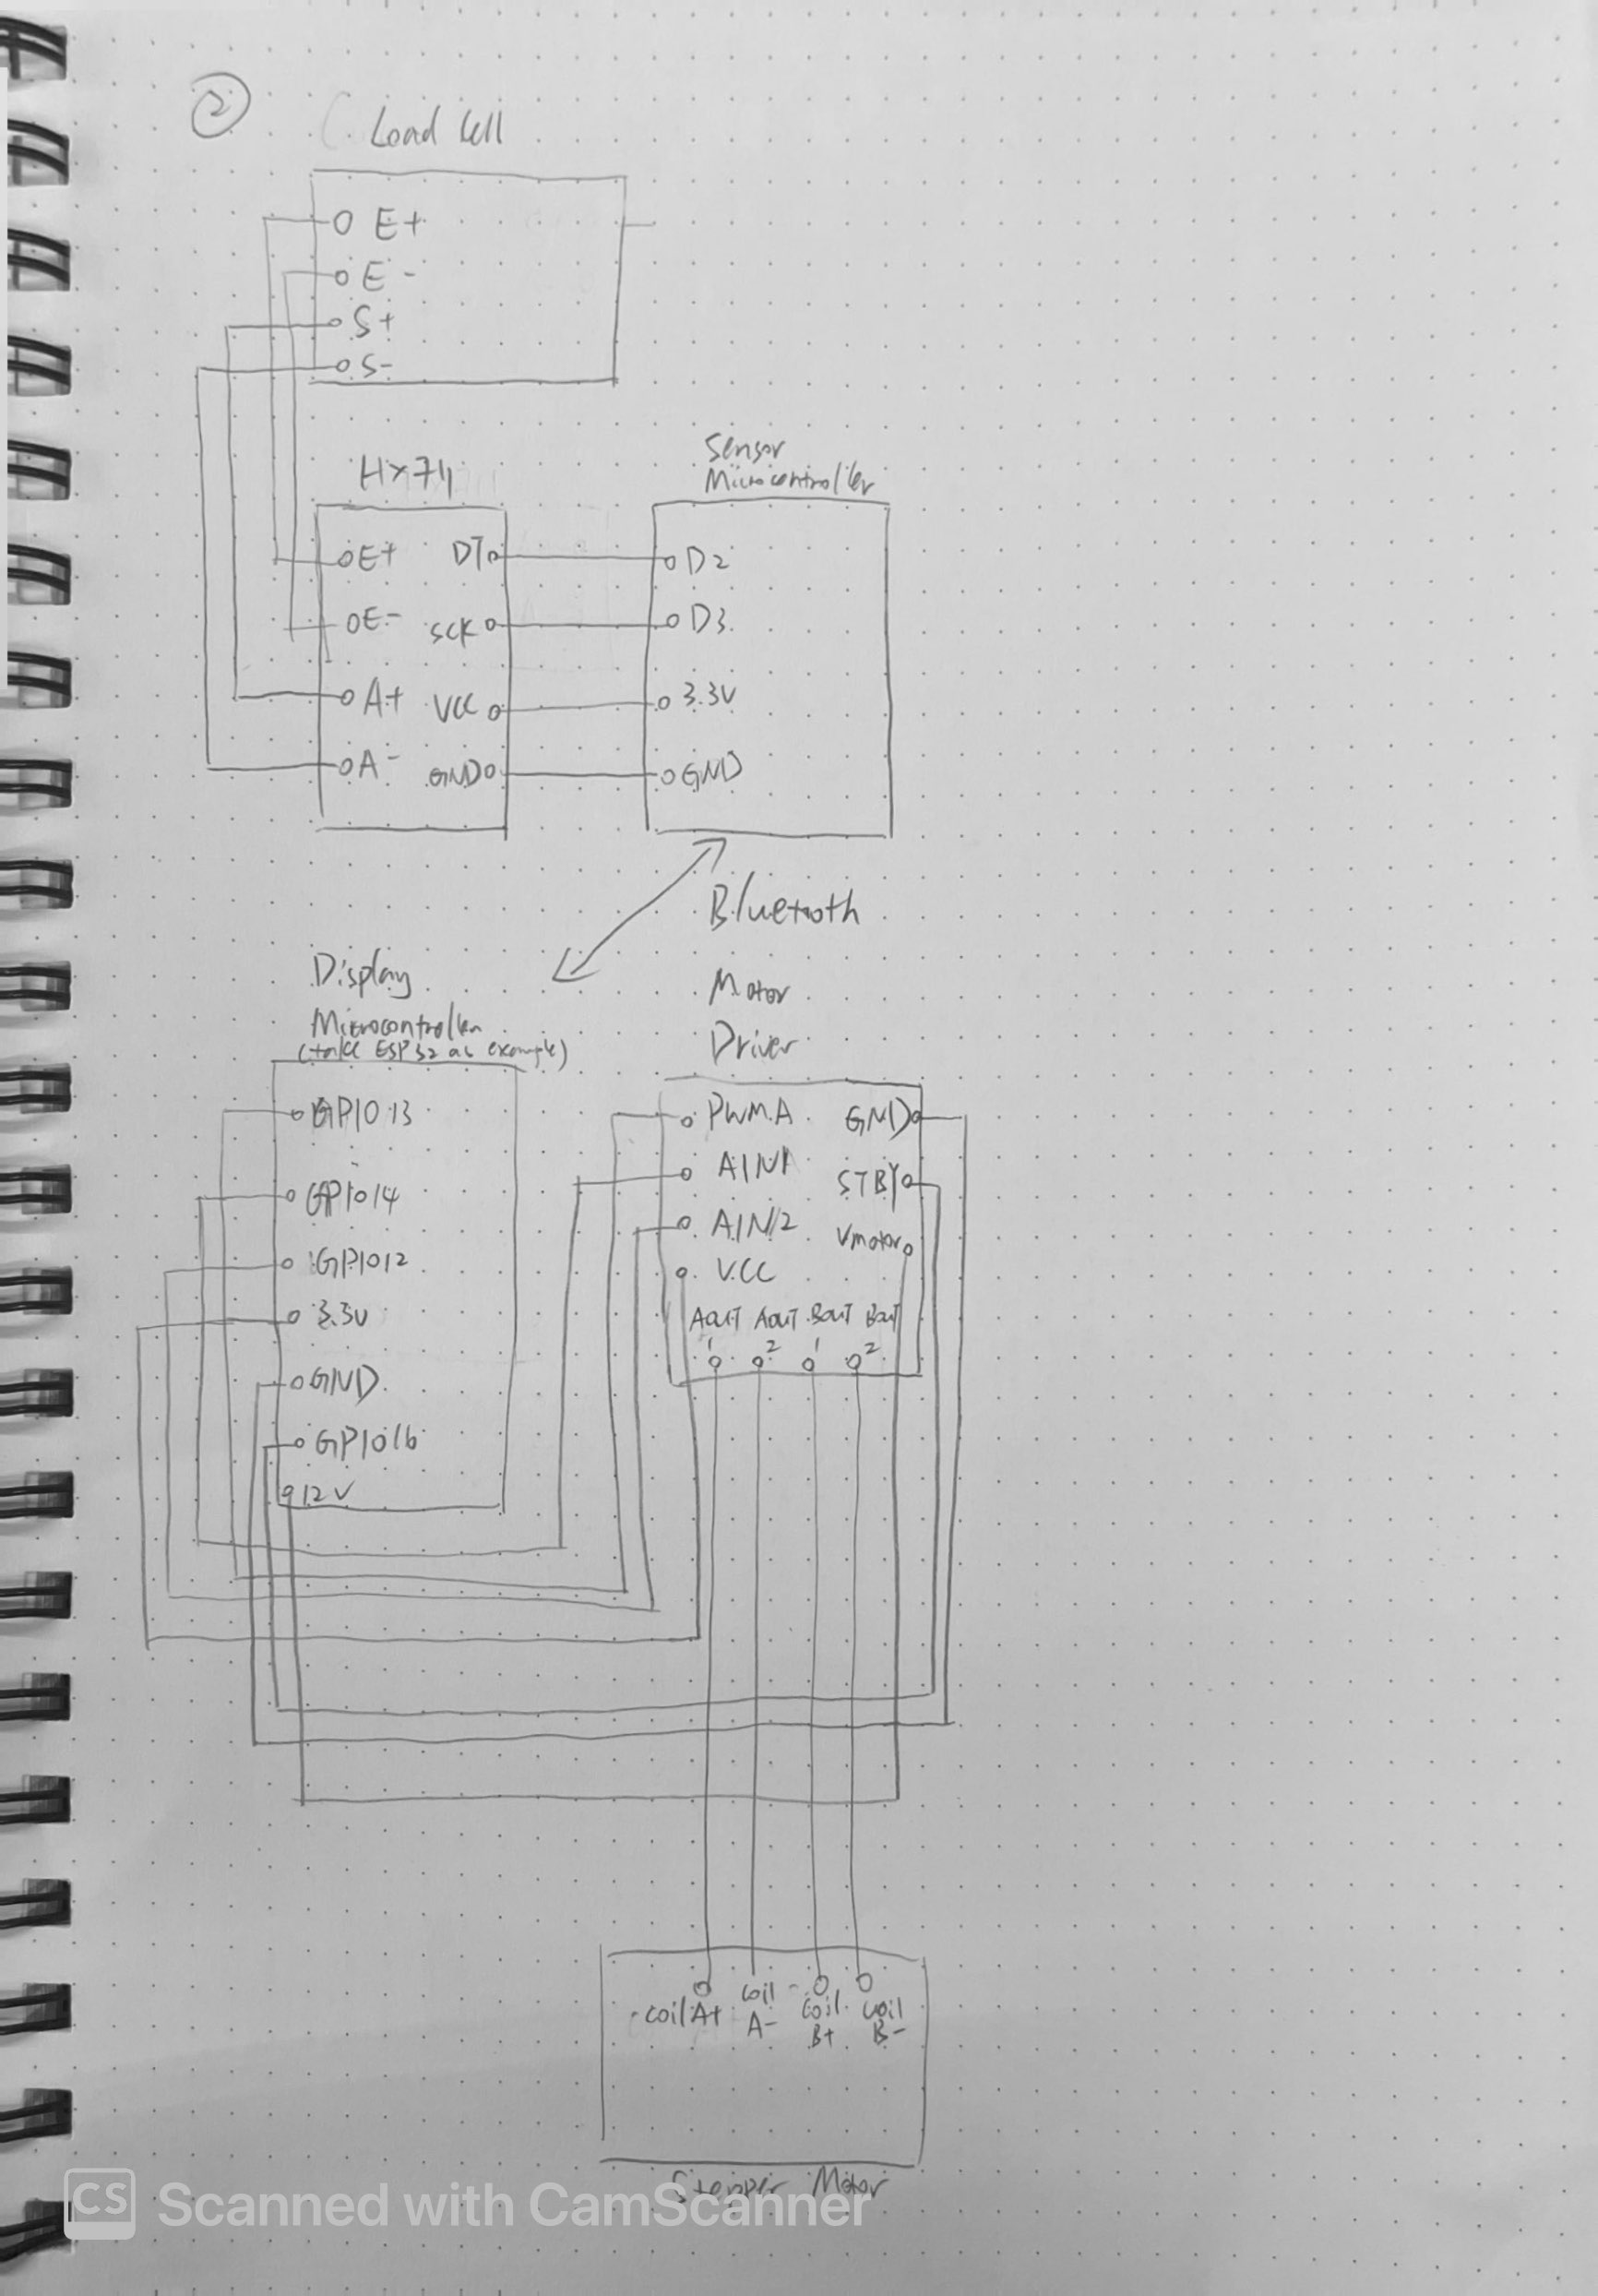 2
Load Cell
E+
E-
S+
S-
HX711
Sensor
Microcontroller
E+ DT
E- SCK
A+ VCC
A- GND
D2
D3
3.3V
GND
Bluetooth
Display
Microcontroller
(take ESP32 as example)
GPIO13
GPIO14
GPIO12
3.3V
GND
GPIO16
12V
Motor
Driver
PWMA GND
AIN1 STBY
AIN2 Vmotor
VCC
AOUT AOUT BOUT BOUT
1 2 1 2
coil A+
coil
A-
coil
B+
coil
B-
Stepper Motor
CS Scanned with CamScanner